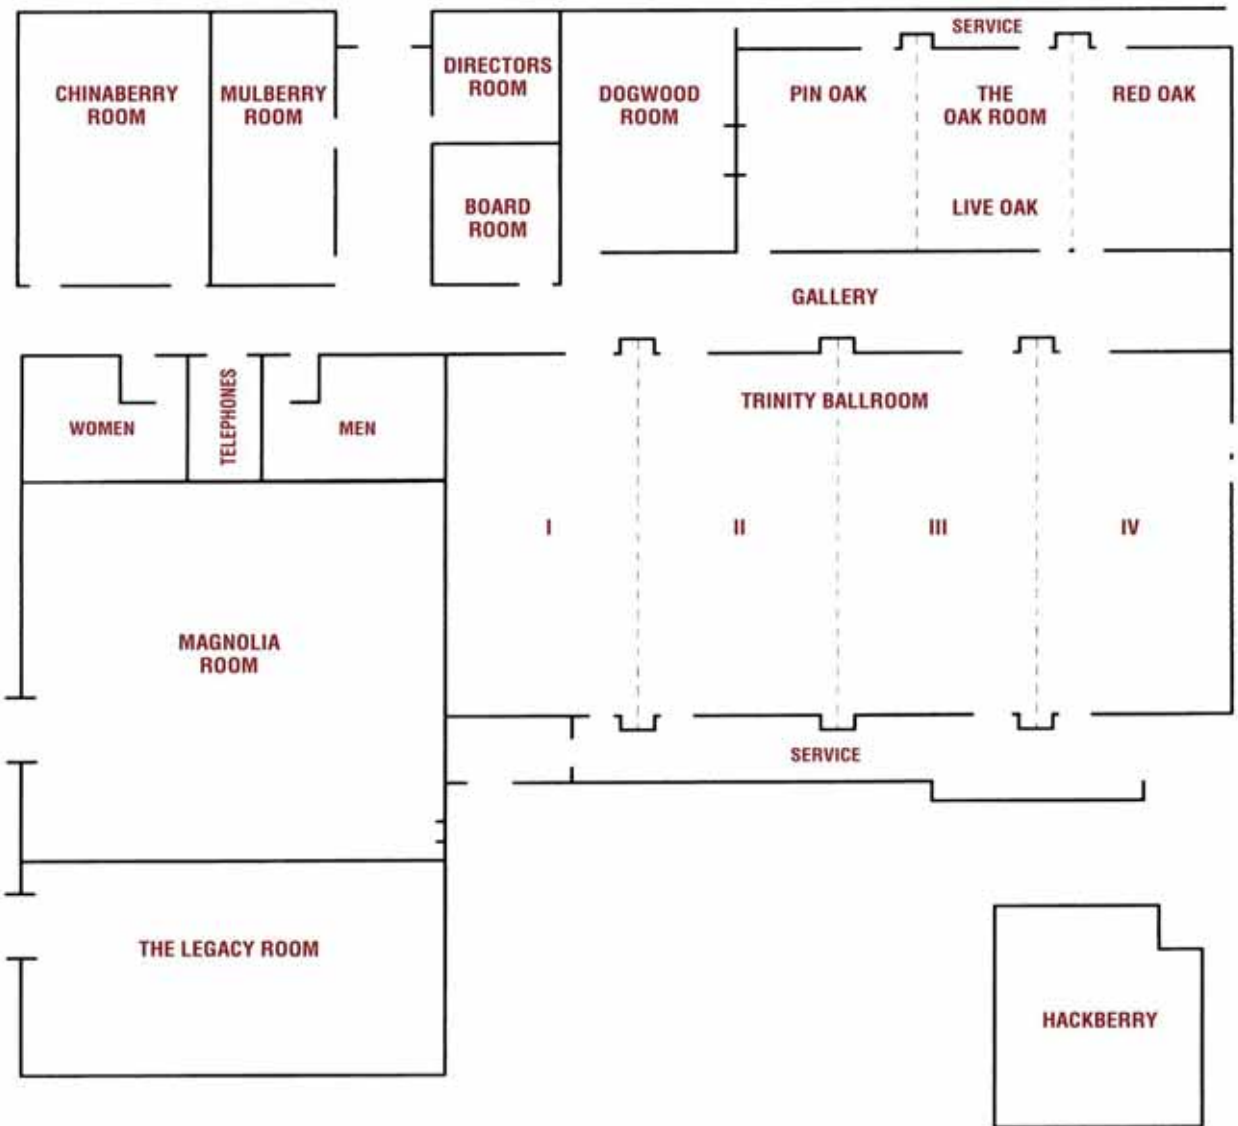 SERVICE
CHINABERRY
ROOM
MULBERRY
ROOM
DIRECTORS
ROOM
DOGWOOD
ROOM
PIN OAK
THE
OAK ROOM
RED OAK
BOARD
ROOM
LIVE OAK
GALLERY
WOMEN
TELEPHONES
MEN
TRINITY BALLROOM
I
II
III
IV
MAGNOLIA
ROOM
SERVICE
THE LEGACY ROOM
HACKBERRY